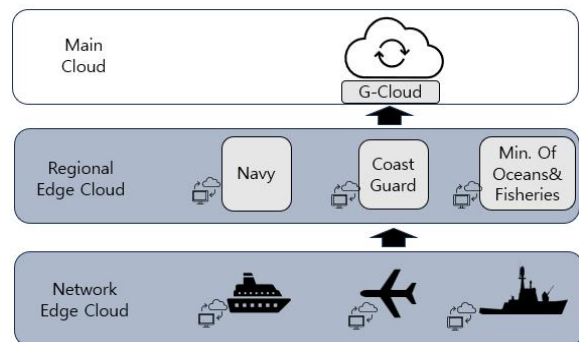 Main
Cloud
G-Cloud
Regional
Edge Cloud
Navy
Coast
Guard
Min. Of
Oceans&
Fisheries
Network
Edge Cloud